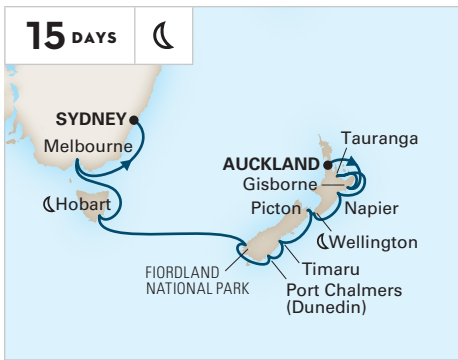 15 DAYS
SYDNEY
Melbourne
Hobart
Tauranga
AUCKLAND
Gisborne
Picton
Napier
Wellington
FIORDLAND
NATIONAL PARK
Timaru
Port Chalmers
(Dunedin)